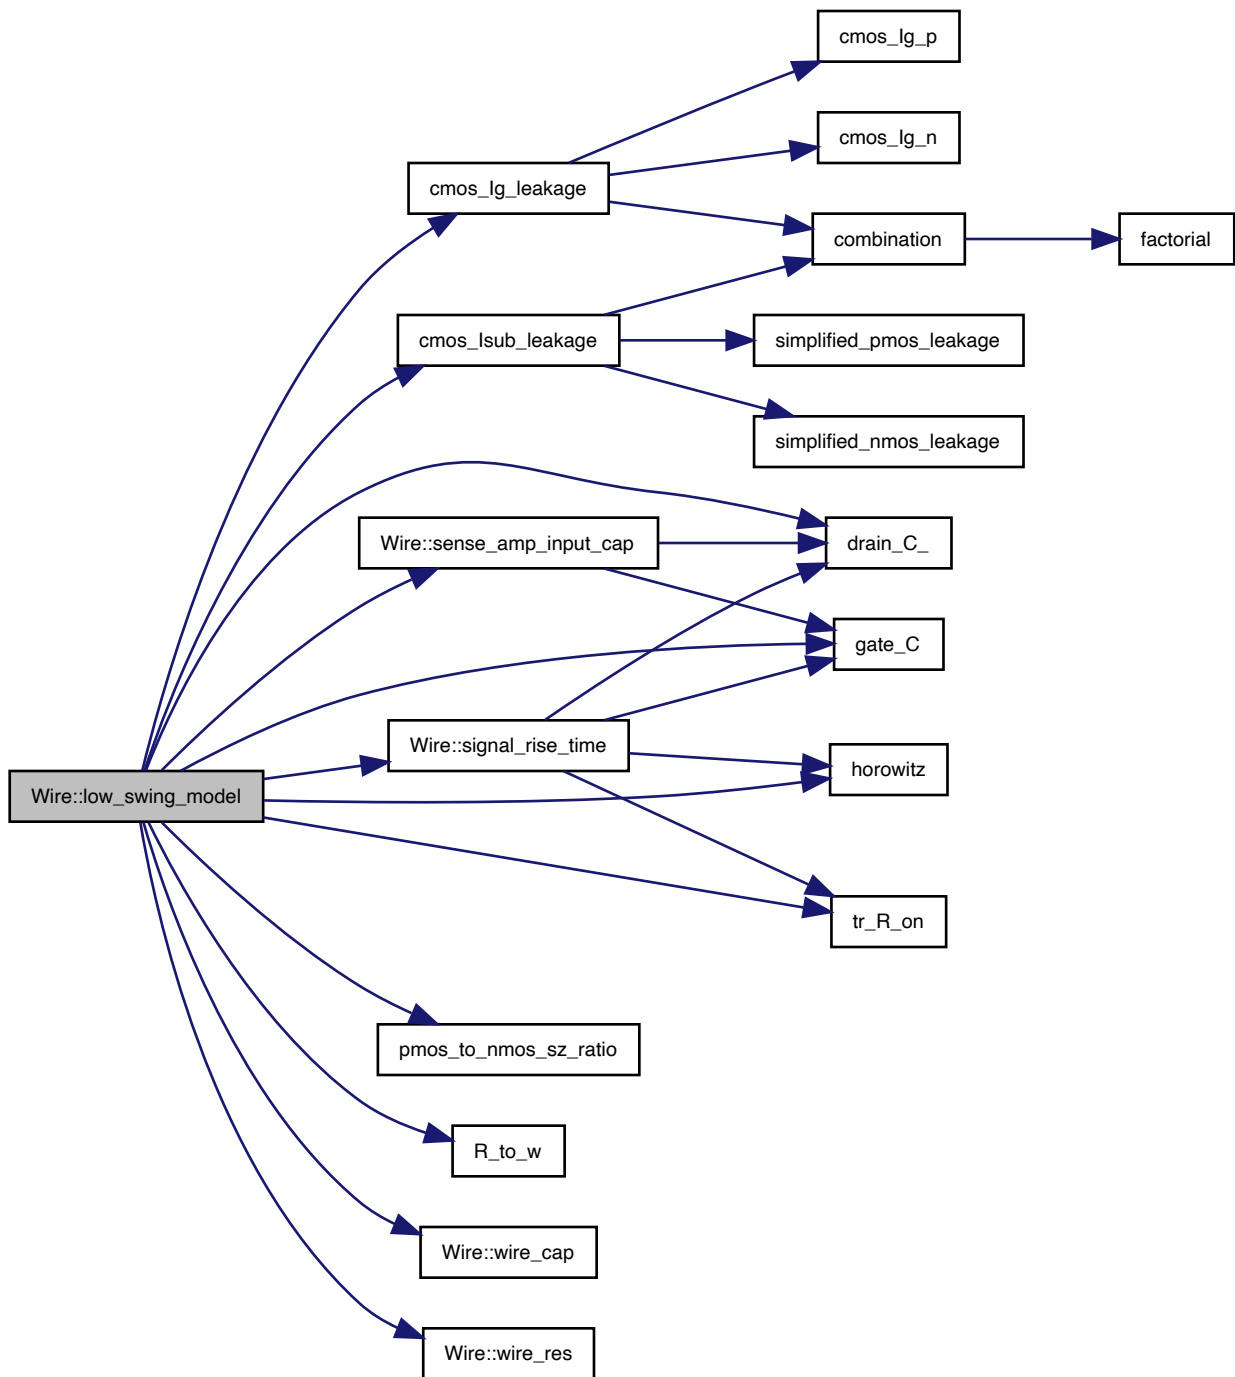 cmos_Ig_p
cmos_Ig_n
cmos_Ig_leakage
combination
factorial
cmos_Isub_leakage
simplified_pmos_leakage
simplified_nmos_leakage
Wire::sense_amp_input_cap
drain_C_
gate_C
Wire::signal_rise_time
horowitz
Wire::low_swing_model
tr_R_on
pmos_to_nmos_sz_ratio
R_to_w
Wire::wire_cap
Wire::wire_res